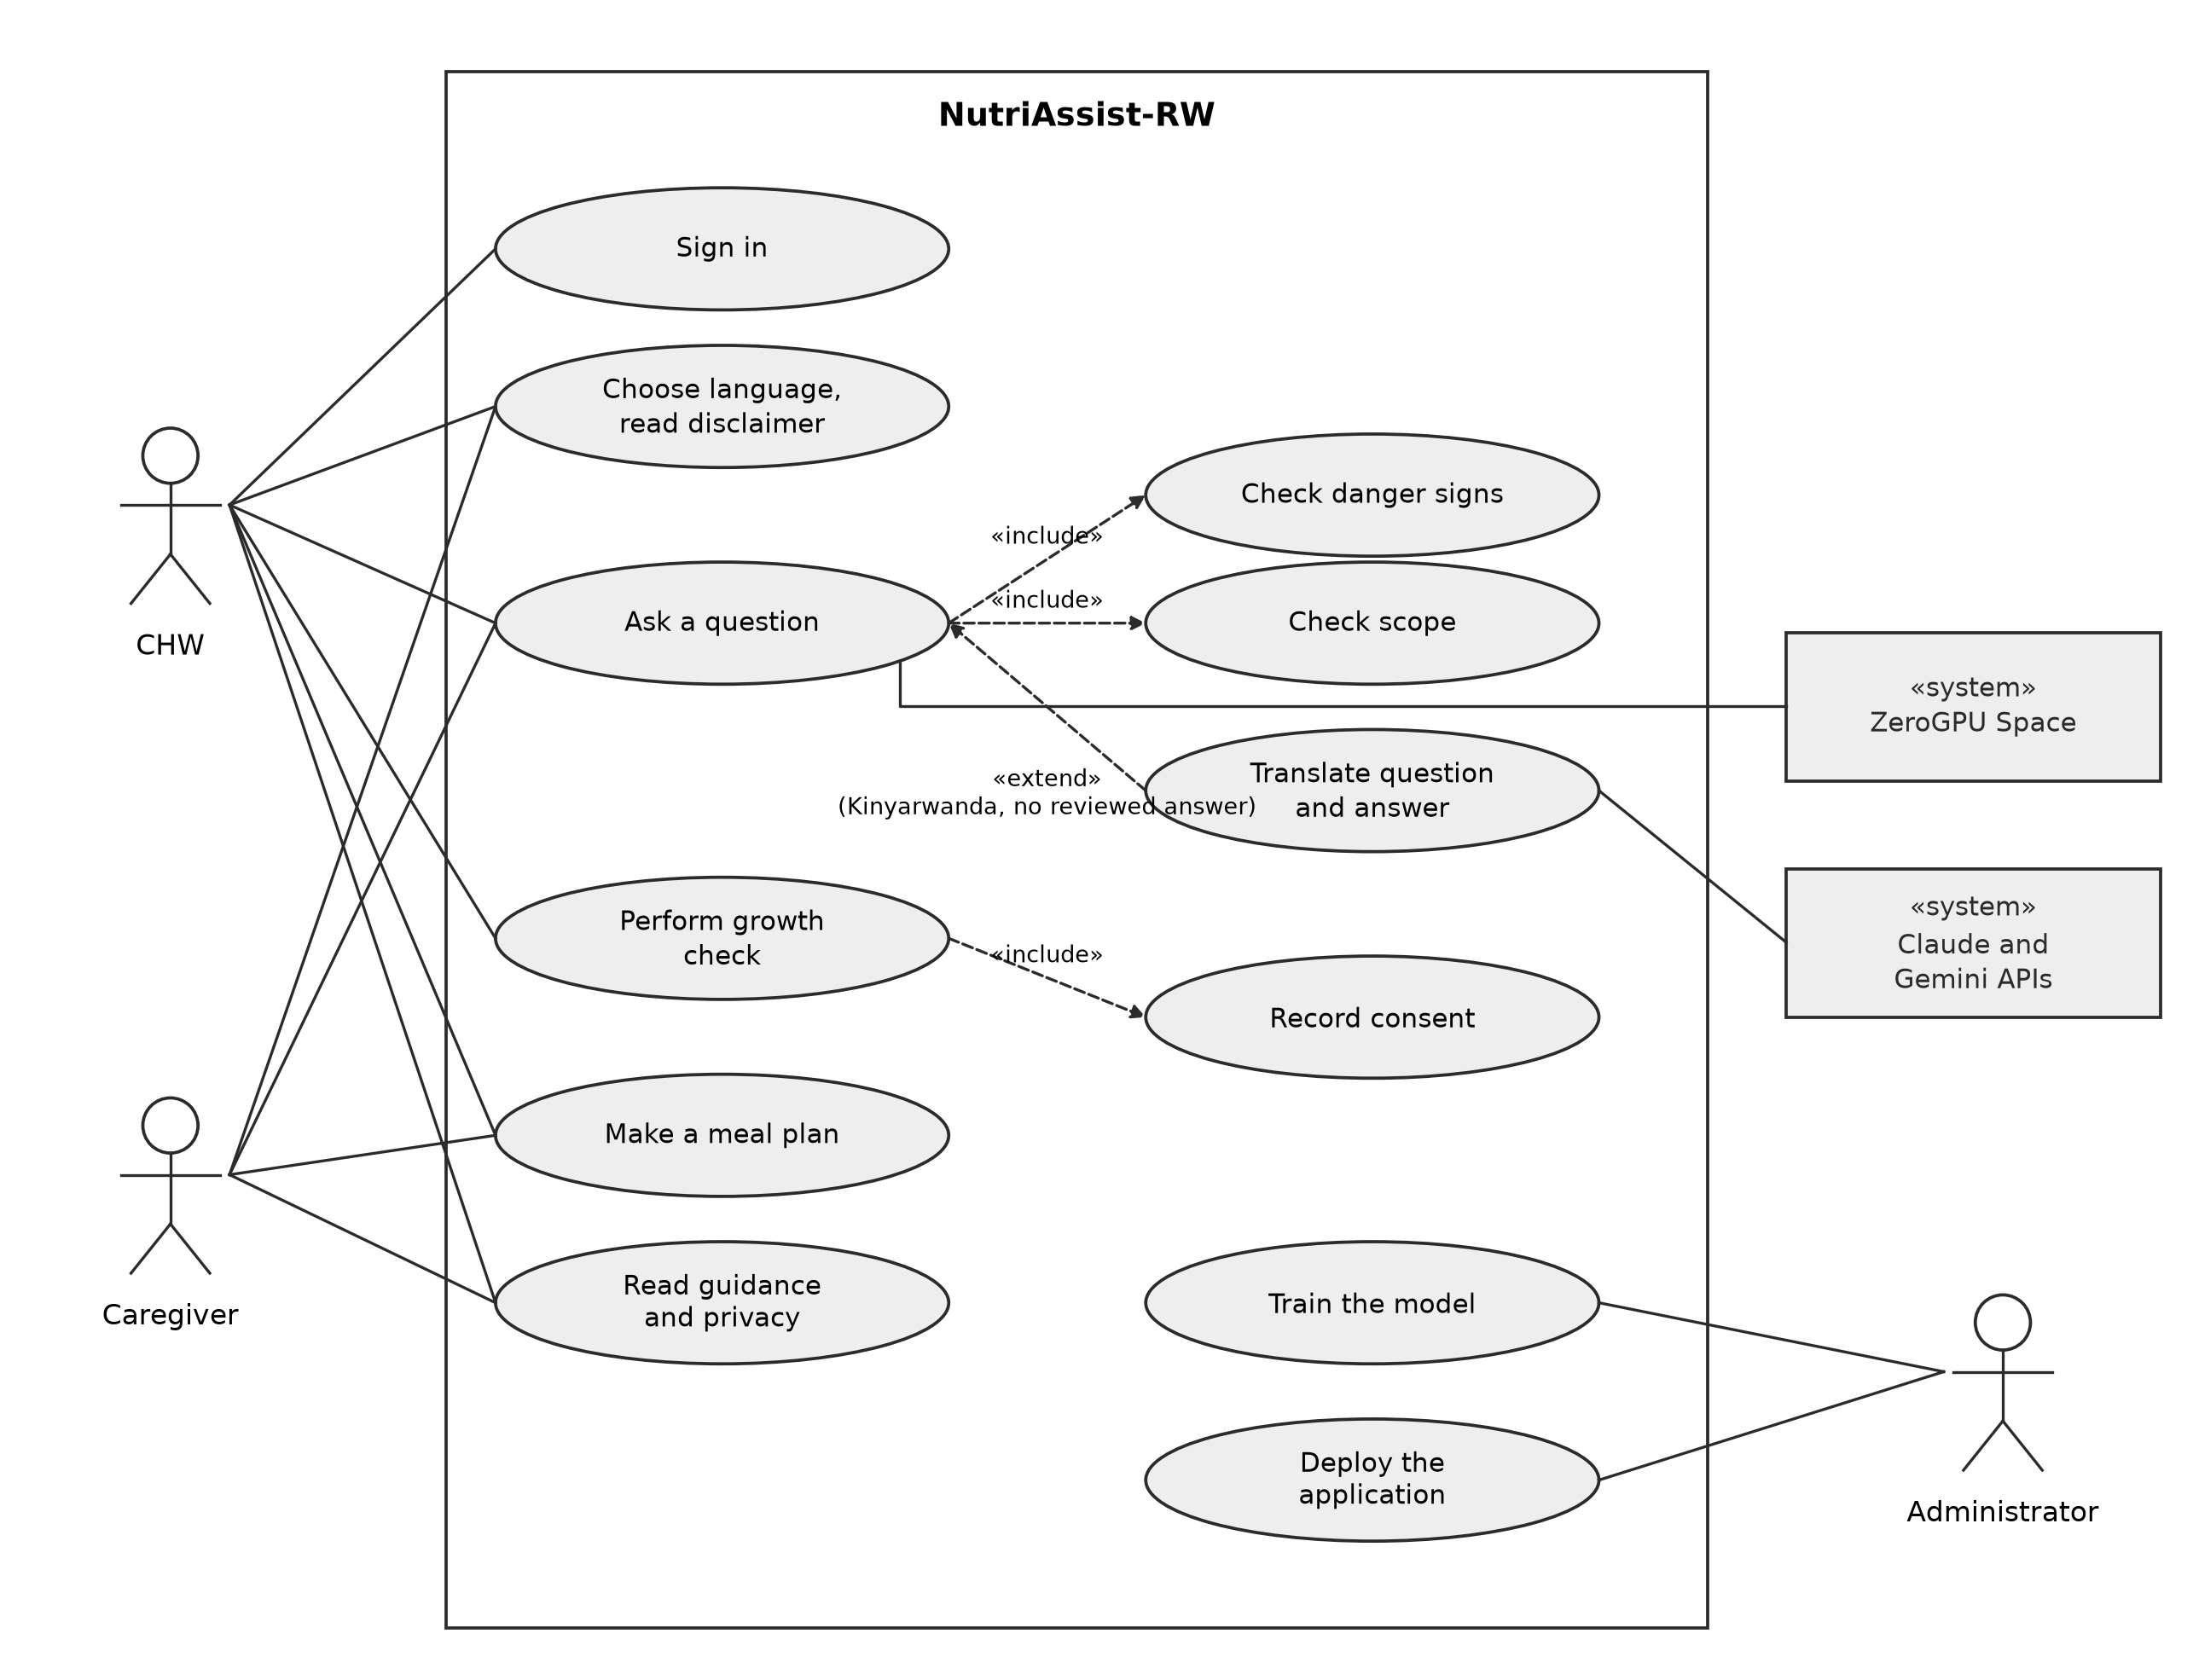 NutriAssist-RW
Sign in
Choose language,
read disclaimer
CHW
Ask a question
«include»
Check danger signs
«include»
Check scope
«system»
ZeroGPU Space
«extend»
(Kinyarwanda, no reviewed answer)
Translate question
and answer
«system»
Claude and
Gemini APIs
Perform growth
check
«include»
Record consent
Make a meal plan
Caregiver
Read guidance
and privacy
Train the model
Deploy the
application
Administrator